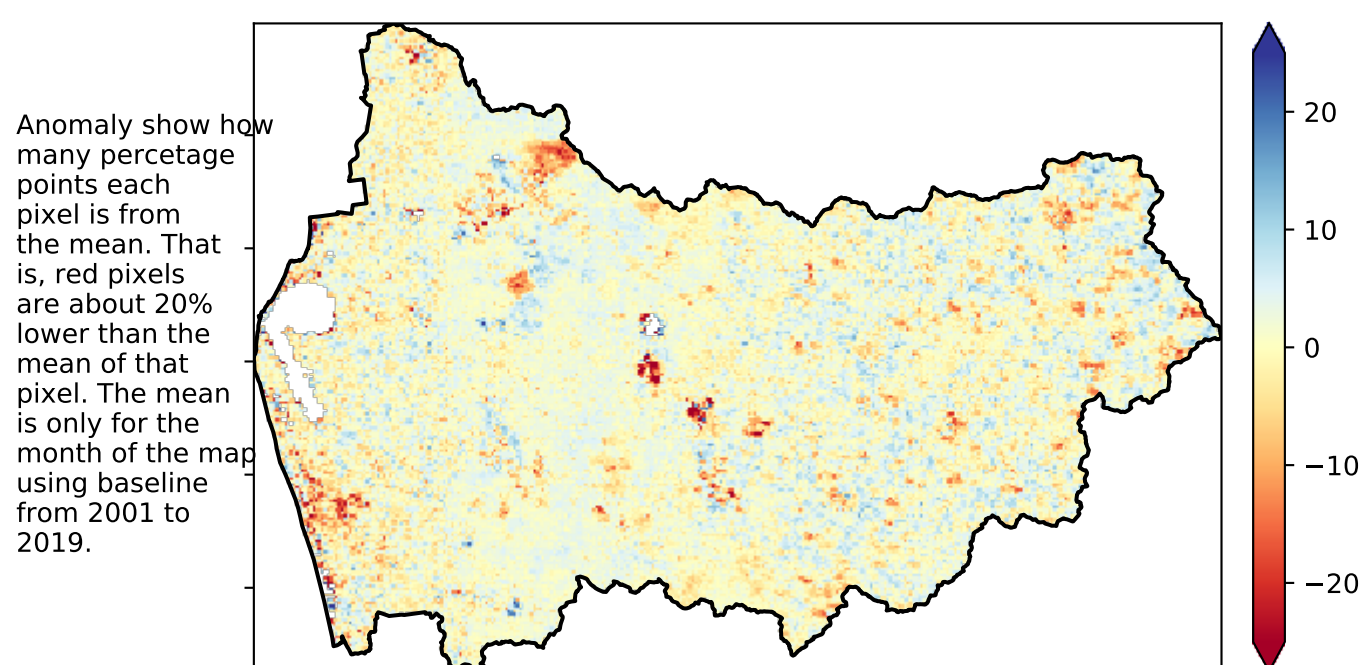 Anomaly show how
many percetage
points each
pixel is from
the mean. That
is, red pixels
are about 20%
lower than the
mean of that
pixel. The mean
is only for the
month of the map
using baseline
from 2001 to
2019.
20
10
0
−10
−20